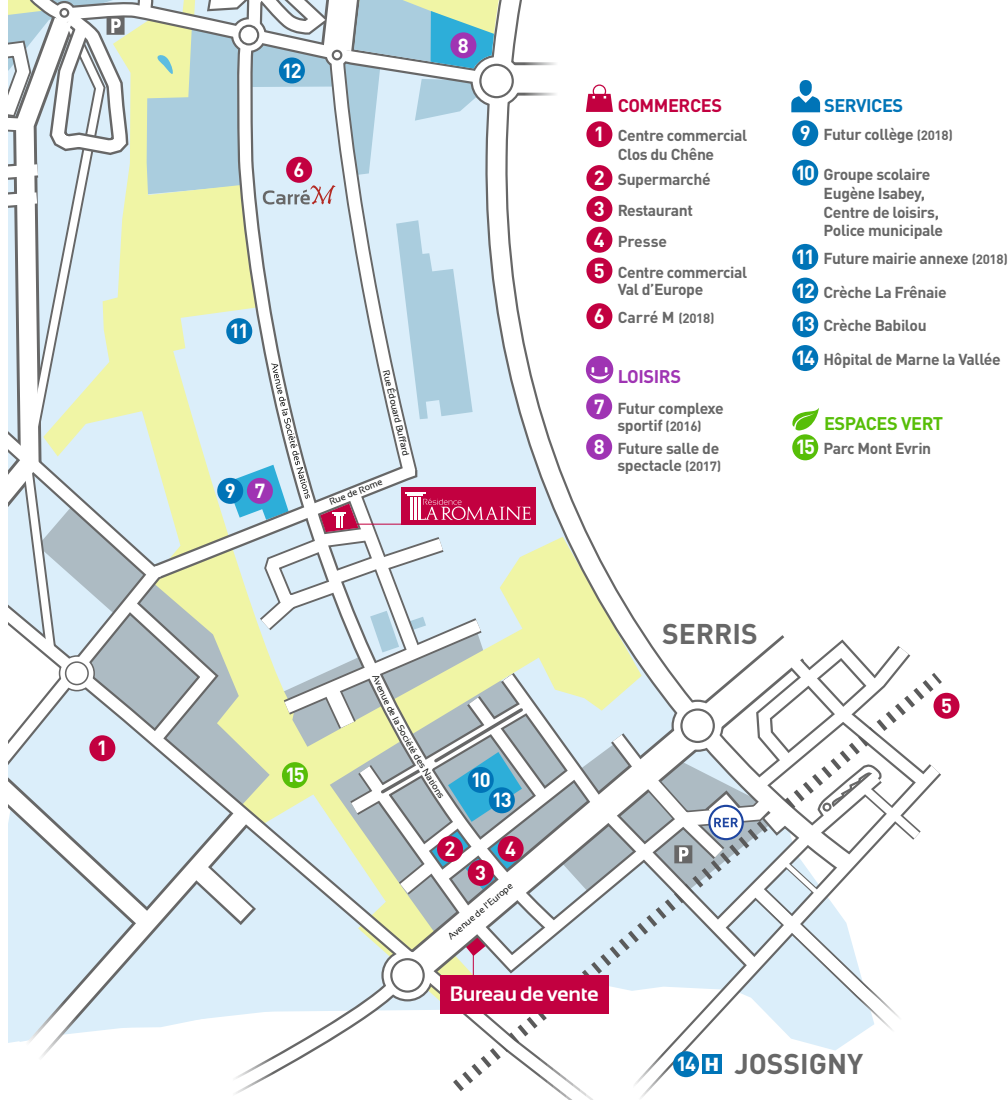 P
8
12
6
CarréM
11
Avenue de la Société des Nations
Rue Édouard Buffard
9
7
Rue de Rome
Résidence
LA ROMAINE
COMMERCES
1 Centre commercial
Clos du Chêne
2 Supermarché
3 Restaurant
4 Presse
5 Centre commercial
Val d'Europe
6 Carré M (2018)
LOISIRS
7 Futur complexe
sportif (2016)
8 Future salle de
spectacle (2017)
SERVICES
9 Futur collège (2018)
10 Groupe scolaire
Eugène Isabey,
Centre de loisirs,
Police municipale
11 Future mairie annexe (2018)
12 Crèche La Frênaie
13 Crèche Babilou
14 Hôpital de Marne la Vallée
ESPACES VERT
15 Parc Mont Evrin
SERRIS
5
Avenue de la Société des Nations
1
15
10
13
RER
2
4
P
3
Avenue de l'Europe
Bureau de vente
14 H JOSSIGNY